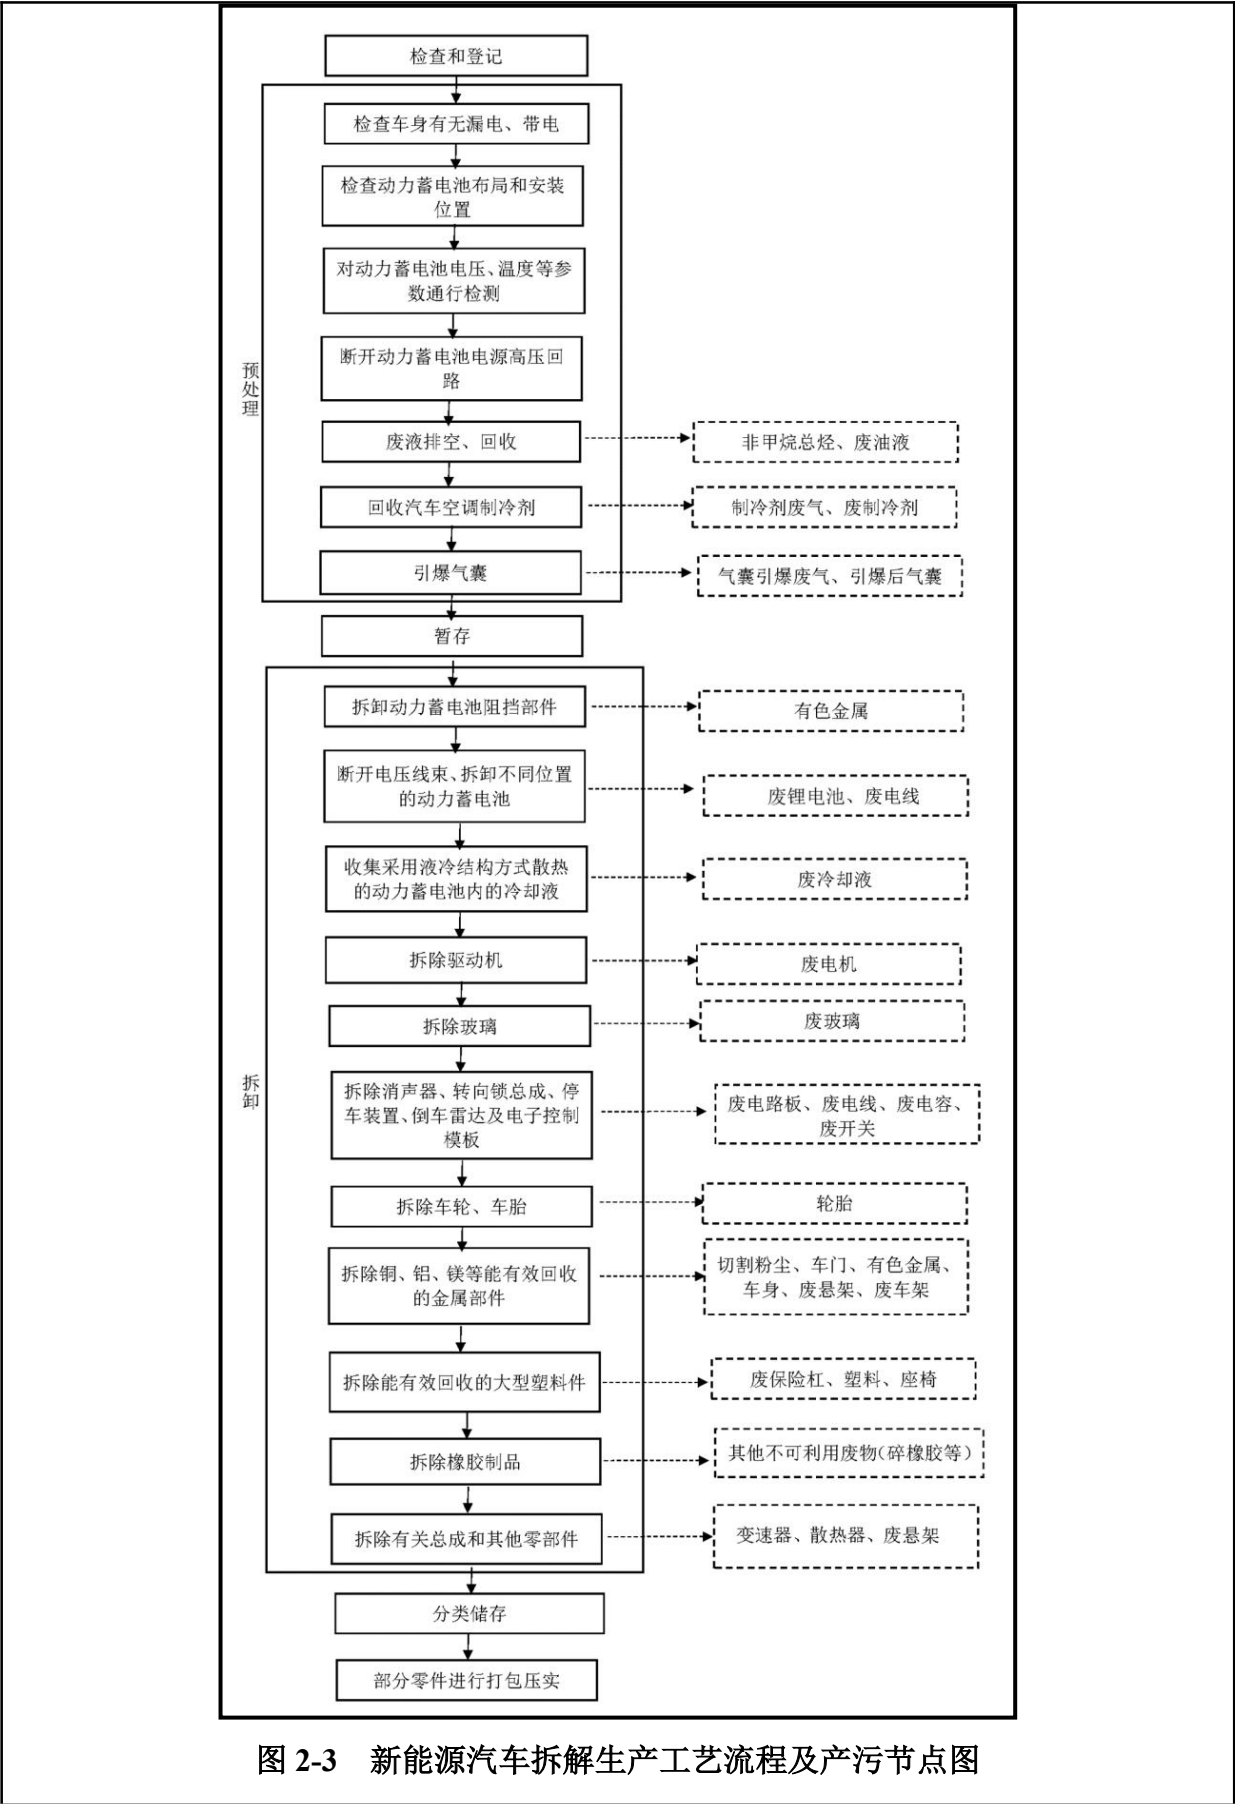 检查和登记
检查车身有无漏电、带电
检查动力蓄电池布局和安装
位置
对动力蓄电池电压、温度等参
数通行检测
断开动力蓄电池电源高压回
路
预处理
废液排空、回收
非甲烷总烃、废油液
回收汽车空调制冷剂
制冷剂废气、废制冷剂
引爆气囊
气囊引爆废气、引爆后气囊
暂存
拆卸动力蓄电池阻挡部件
有色金属
断开电压线束、拆卸不同位置
的动力蓄电池
废锂电池、废电线
收集采用液冷结构方式散热
的动力蓄电池内的冷却液
废冷却液
拆除驱动机
废电机
拆除玻璃
废玻璃
拆卸
拆除消声器、转向锁总成、停
车装置、倒车雷达及电子控制
模板
废电路板、废电线、废电容、
废开关
拆除车轮、车胎
轮胎
拆除铜、铝、镁等能有效回收
的金属部件
切割粉尘、车门、有色金属、
车身、废悬架、废车架
拆除能有效回收的大型塑料件
废保险杠、塑料、座椅
拆除橡胶制品
其他不可利用废物（碎橡胶等）
拆除有关总成和其他零部件
变速器、散热器、废悬架
分类储存
部分零件进行打包压实
图 2-3 新能源汽车拆解生产工艺流程及产污节点图